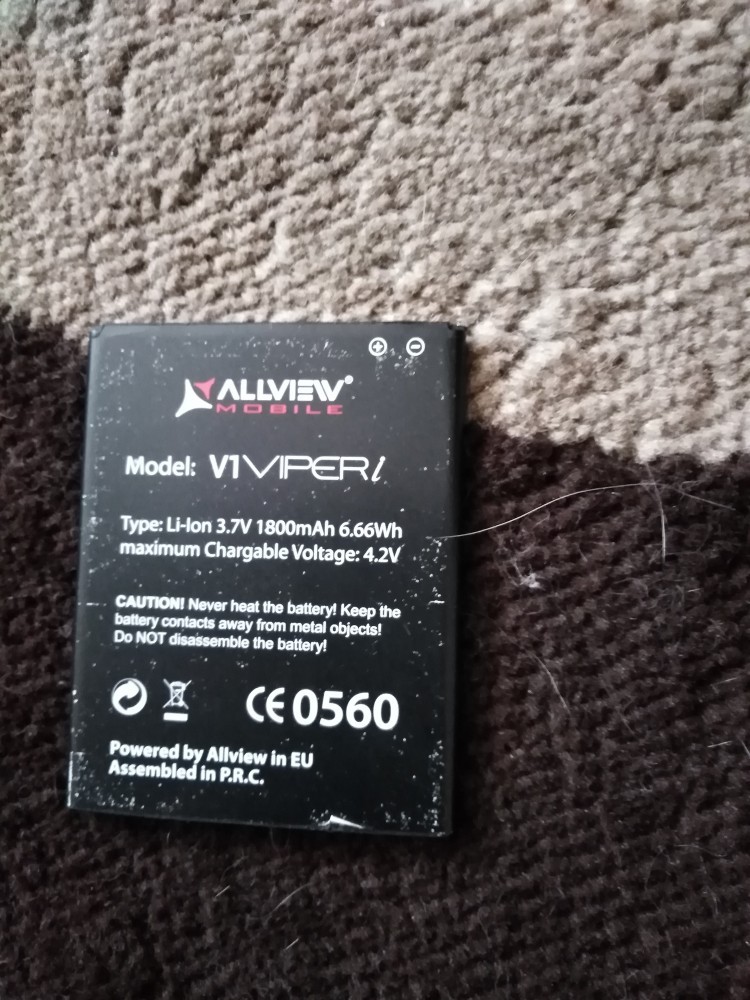 ALLVIEW®
MOBILE
Model: V1 VIPER i
Type: Li-Ion 3.7V 1800mAh 6.66Wh
maximum Chargable Voltage: 4.2V
CAUTION! Never heat the battery! Keep the
battery contacts away from metal objects!
Do NOT disassemble the battery!
CE 0560
Powered by Allview in EU
Assembled in P.R.C.